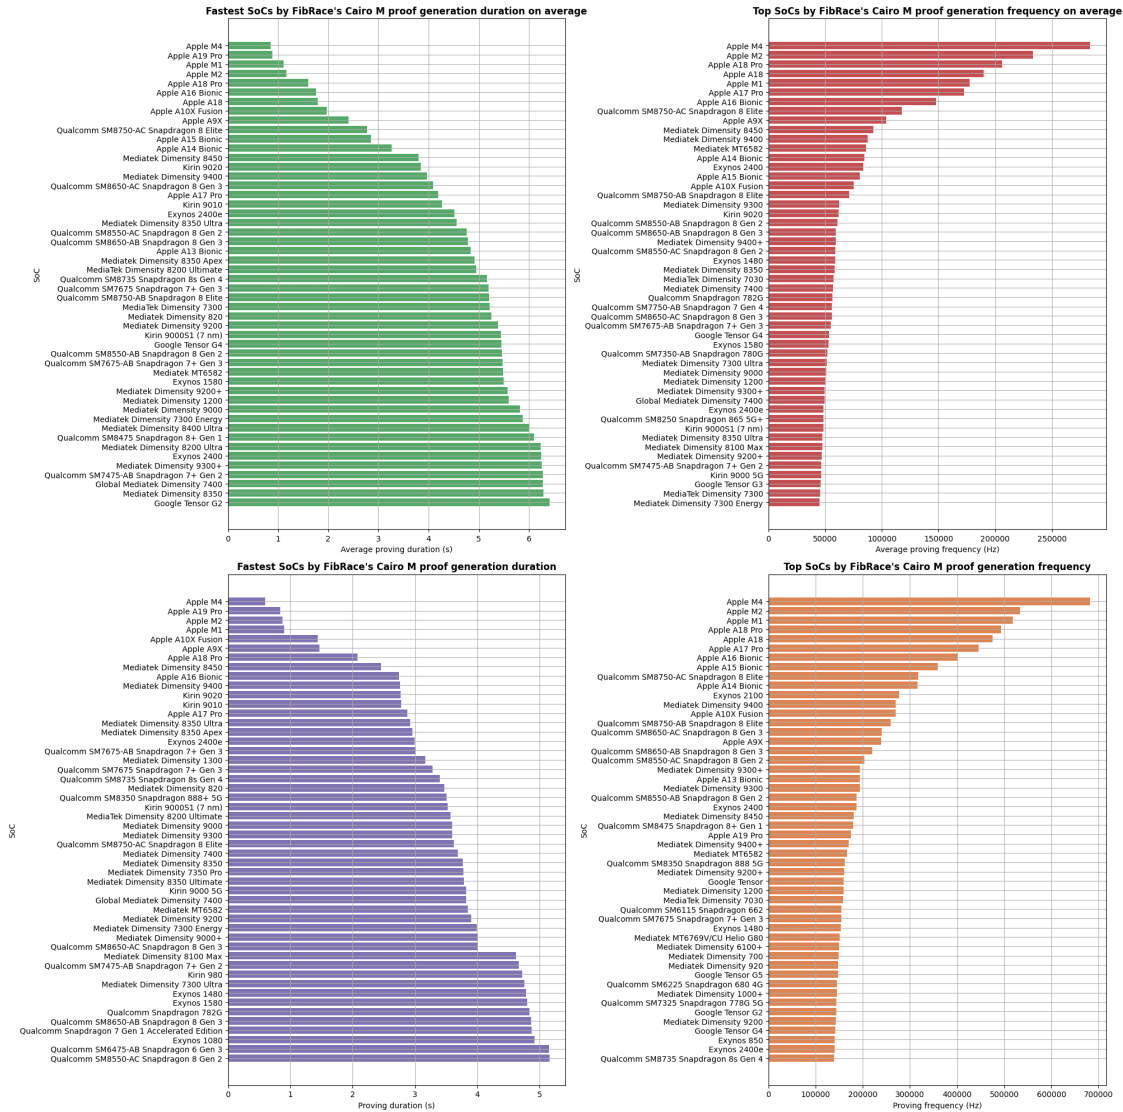 Fastest SoCs by FibRace's Cairo M proof generation duration on average
Apple M4
Apple A19 Pro
Apple M1
Apple M2
Apple A18 Pro
Apple A16 Bionic
Apple A18
Apple A10X Fusion
Apple A9X
Qualcomm SM8750-AC Snapdragon 8 Elite
Apple A15 Bionic
Apple A14 Bionic
Mediatek Dimensity 8450
Kirin 9020
Mediatek Dimensity 9400
Qualcomm SM8650-AC Snapdragon 8 Gen 3
Apple A17 Pro
Kirin 9010
Exynos 2400e
Mediatek Dimensity 8350 Ultra
Qualcomm SM8550-AC Snapdragon 8 Gen 2
Qualcomm SM8650-AB Snapdragon 8 Gen 3
Apple A13 Bionic
Mediatek Dimensity 8350 Apex
MediaTek Dimensity 8200 Ultimate
Qualcomm SM8735 Snapdragon 8s Gen 4
Qualcomm SM7675 Snapdragon 7+ Gen 3
Qualcomm SM8750-AB Snapdragon 8 Elite
MediaTek Dimensity 7300
Mediatek Dimensity 820
Mediatek Dimensity 9200
Kirin 9000S1 (7 nm)
Google Tensor G4
Qualcomm SM8550-AB Snapdragon 8 Gen 2
Qualcomm SM7675-AB Snapdragon 7+ Gen 3
Mediatek MT6582
Exynos 1580
Mediatek Dimensity 9200+
Mediatek Dimensity 1200
Mediatek Dimensity 9000
Mediatek Dimensity 7300 Energy
Mediatek Dimensity 8400 Ultra
Qualcomm SM8475 Snapdragon 8+ Gen 1
Mediatek Dimensity 8200 Ultra
Exynos 2400
Mediatek Dimensity 9300+
Qualcomm SM7475-AB Snapdragon 7+ Gen 2
Global Mediatek Dimensity 7400
Mediatek Dimensity 8350
Google Tensor G2
SoC
0 1 2 3 4 5 6
Average proving duration (s)
Top SoCs by FibRace's Cairo M proof generation frequency on average
Apple M4
Apple M2
Apple A18 Pro
Apple A18
Apple M1
Apple A17 Pro
Apple A16 Bionic
Qualcomm SM8750-AC Snapdragon 8 Elite
Apple A9X
Mediatek Dimensity 8450
Mediatek Dimensity 9400
Mediatek MT6582
Apple A14 Bionic
Exynos 2400
Apple A15 Bionic
Apple A10X Fusion
Qualcomm SM8750-AB Snapdragon 8 Elite
Mediatek Dimensity 9300
Kirin 9020
Qualcomm SM8550-AB Snapdragon 8 Gen 2
Qualcomm SM8650-AB Snapdragon 8 Gen 3
Mediatek Dimensity 9400+
Qualcomm SM8550-AC Snapdragon 8 Gen 2
Exynos 1480
Mediatek Dimensity 8350
MediaTek Dimensity 7030
Mediatek Dimensity 7400
Qualcomm Snapdragon 782G
Qualcomm SM7750-AB Snapdragon 7 Gen 4
Qualcomm SM8650-AC Snapdragon 8 Gen 3
Qualcomm SM7675-AB Snapdragon 7+ Gen 3
Google Tensor G4
Exynos 1580
Qualcomm SM7350-AB Snapdragon 780G
Mediatek Dimensity 7300 Ultra
Mediatek Dimensity 9000
Mediatek Dimensity 1200
Mediatek Dimensity 9300+
Global Mediatek Dimensity 7400
Exynos 2400e
Qualcomm SM8250 Snapdragon 865 5G+
Kirin 9000S1 (7 nm)
Mediatek Dimensity 8350 Ultra
Mediatek Dimensity 8100 Max
Mediatek Dimensity 9200+
Qualcomm SM7475-AB Snapdragon 7+ Gen 2
Kirin 9000 5G
Google Tensor G3
MediaTek Dimensity 7300
Mediatek Dimensity 7300 Energy
SoC
0 50000 100000 150000 200000 250000
Average proving frequency (Hz)
Fastest SoCs by FibRace's Cairo M proof generation duration
Apple M4
Apple A19 Pro
Apple M2
Apple M1
Apple A10X Fusion
Apple A9X
Apple A18 Pro
Mediatek Dimensity 8450
Apple A16 Bionic
Mediatek Dimensity 9400
Kirin 9020
Kirin 9010
Apple A17 Pro
Mediatek Dimensity 8350 Ultra
Mediatek Dimensity 8350 Apex
Exynos 2400e
Qualcomm SM7675-AB Snapdragon 7+ Gen 3
Mediatek Dimensity 1300
Qualcomm SM7675 Snapdragon 7+ Gen 3
Qualcomm SM8735 Snapdragon 8s Gen 4
Mediatek Dimensity 820
Qualcomm SM8350 Snapdragon 888+ 5G
Kirin 9000S1 (7 nm)
MediaTek Dimensity 8200 Ultimate
Mediatek Dimensity 9000
Mediatek Dimensity 9300
Qualcomm SM8750-AC Snapdragon 8 Elite
Mediatek Dimensity 7400
Mediatek Dimensity 8350
Mediatek Dimensity 7350 Pro
Mediatek Dimensity 8350 Ultimate
Kirin 9000 5G
Global Mediatek Dimensity 7400
Mediatek MT6582
Mediatek Dimensity 9200
Mediatek Dimensity 7300 Energy
Mediatek Dimensity 9000+
Qualcomm SM8650-AC Snapdragon 8 Gen 3
Mediatek Dimensity 8100 Max
Qualcomm SM7475-AB Snapdragon 7+ Gen 2
Kirin 980
Mediatek Dimensity 7300 Ultra
Exynos 1480
Exynos 1580
Qualcomm Snapdragon 782G
Qualcomm SM8650-AB Snapdragon 8 Gen 3
Qualcomm Snapdragon 7 Gen 1 Accelerated Edition
Exynos 1080
Qualcomm SM6475-AB Snapdragon 6 Gen 3
Qualcomm SM8550-AC Snapdragon 8 Gen 2
SoC
0 1 2 3 4 5
Proving duration (s)
Top SoCs by FibRace's Cairo M proof generation frequency
Apple M4
Apple M2
Apple M1
Apple A18 Pro
Apple A18
Apple A17 Pro
Apple A16 Bionic
Apple A15 Bionic
Qualcomm SM8750-AC Snapdragon 8 Elite
Apple A14 Bionic
Exynos 2100
Mediatek Dimensity 9400
Apple A10X Fusion
Qualcomm SM8750-AB Snapdragon 8 Elite
Qualcomm SM8650-AC Snapdragon 8 Gen 3
Apple A9X
Qualcomm SM8650-AB Snapdragon 8 Gen 3
Qualcomm SM8550-AC Snapdragon 8 Gen 2
Mediatek Dimensity 9300+
Apple A13 Bionic
Mediatek Dimensity 9300
Qualcomm SM8550-AB Snapdragon 8 Gen 2
Exynos 2400
Mediatek Dimensity 8450
Qualcomm SM8475 Snapdragon 8+ Gen 1
Apple A19 Pro
Mediatek Dimensity 9400+
Mediatek MT6582
Qualcomm SM8350 Snapdragon 888 5G
Mediatek Dimensity 9200+
Google Tensor
Mediatek Dimensity 1200
MediaTek Dimensity 7030
Qualcomm SM6115 Snapdragon 662
Qualcomm SM7675 Snapdragon 7+ Gen 3
Exynos 1480
Mediatek MT6769V/CU Helio G80
Mediatek Dimensity 6100+
Mediatek Dimensity 700
Mediatek Dimensity 920
Google Tensor G5
Qualcomm SM6225 Snapdragon 680 4G
Mediatek Dimensity 1000+
Qualcomm SM7325 Snapdragon 778G 5G
Google Tensor G2
Mediatek Dimensity 9200
Google Tensor G4
Exynos 850
Exynos 2400e
Qualcomm SM8735 Snapdragon 8s Gen 4
SoC
0 100000 200000 300000 400000 500000 600000 700000
Proving frequency (Hz)